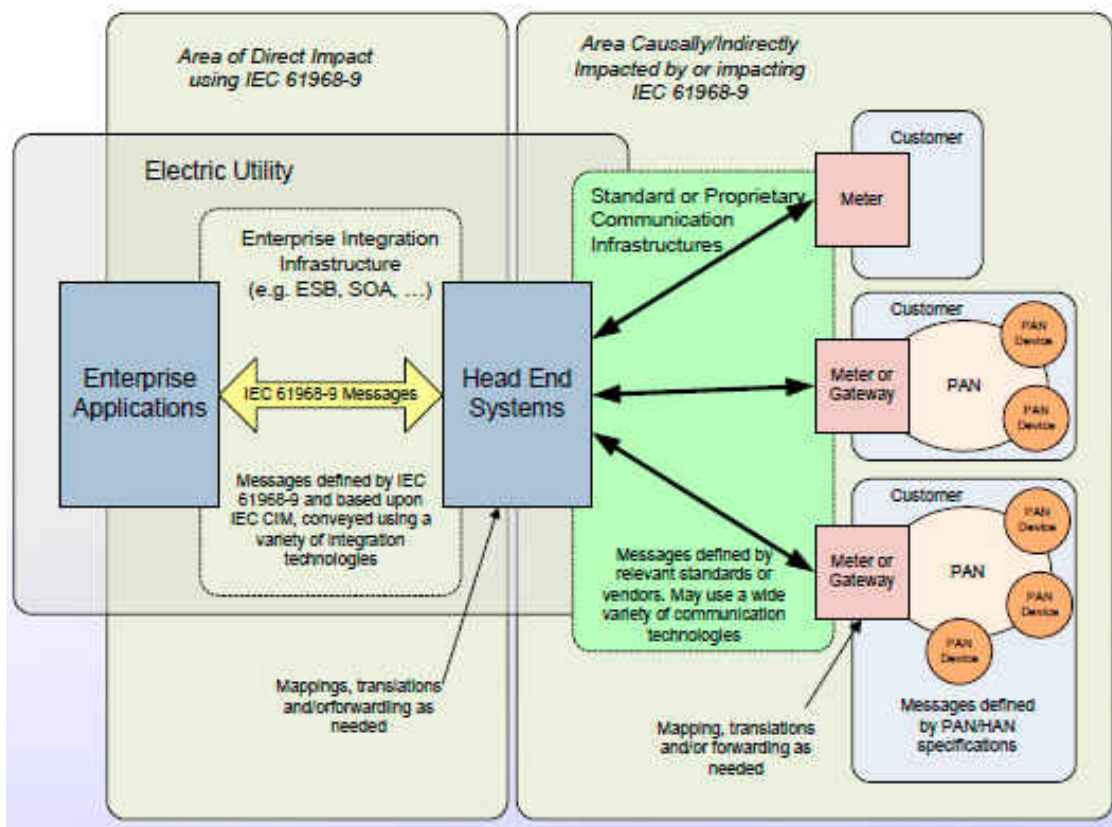 Area of Direct Impact
using IEC 61968-9
Area Causally/Indirectly
Impacted by or impacting
IEC 61968-9
Electric Utility
Enterprise Integration
Infrastructure
(e.g. ESB, SOA, …)
Enterprise
Applications
IEC 61968-9 Messages
Head End
Systems
Messages defined by IEC
61968-9 and based upon
IEC CIM, conveyed using a
variety of integration
technologies
Mappings, translations
and/orforwarding as
needed
Standard or Proprietary
Communication
Infrastructures
Messages defined by
relevant standards or
vendors. May use a wide
variety of communication
technologies
Customer
Meter
Customer
Meter or
Gateway
PAN
PAN
Device
PAN
Device
Customer
Meter or
Gateway
PAN
PAN
Device
PAN
Device
PAN
Device
Mapping, translations
and/or forwarding as
needed
Messages defined
by PAN/HAN
specifications